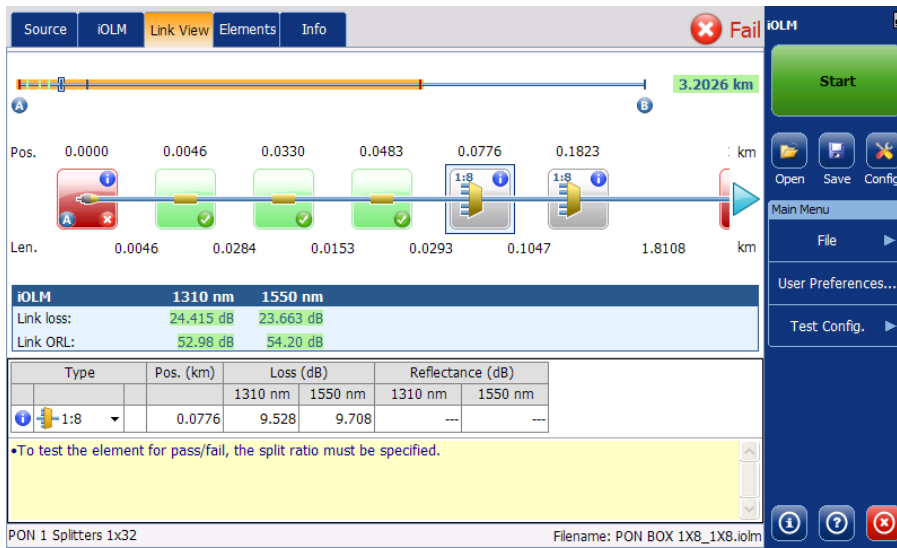 Source iOLM Link View Elements Info Fail iOLM
3.2026 km
Start
A B
Pos. 0.0000 0.0046 0.0330 0.0483 0.0776 0.1823 : km
1:8 1:8
A
Open Save Config
Main Menu
Len. 0.0046 0.0284 0.0153 0.0293 0.1047 1.8108 km
File
User Preferences...
Test Config.
iOLM 1310 nm 1550 nm
Link loss: 24.415 dB 23.663 dB
Link ORL: 52.98 dB 54.20 dB
Type Pos. (km) Loss (dB) Reflectance (dB)
1310 nm 1550 nm 1310 nm 1550 nm
1:8 0.0776 9.528 9.708 --- ---
•To test the element for pass/fail, the split ratio must be specified.
PON 1 Splitters 1x32 Filename: PON BOX 1X8_1X8.iolm